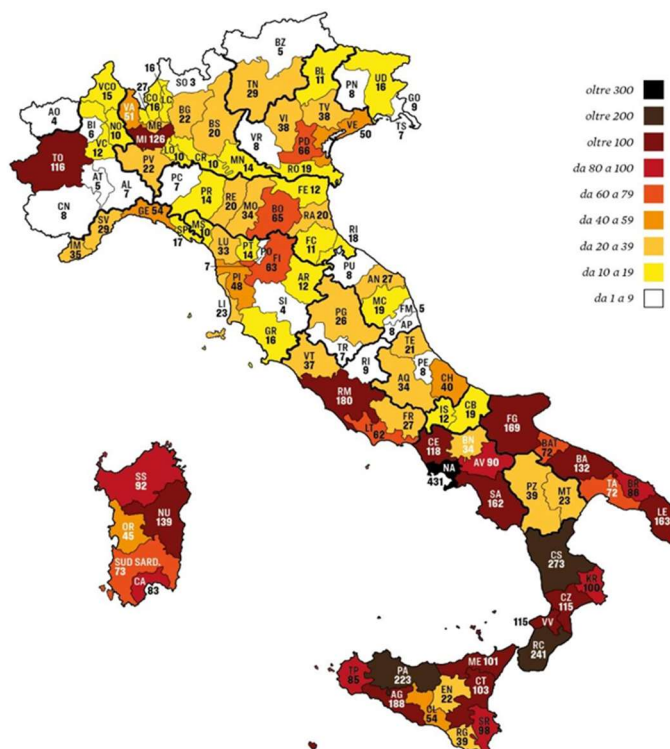 BZ
5
16
SO 3
27
VCO
15
VA
51
CO
16
LC
BG
22
BS
20
TN
29
BL
11
PN
8
UD
16
GO
9
TS
7
VI
38
TV
38
VE
50
VR
8
PD
66
RO 19
AO
4
BI
6
NO
10
VC
12
MB
MI 126
LO
10
CR
10
MN
14
TO
116
PV
22
AT
5
AL
7
CN
8
PC
7
PR
14
RE
20
MO
34
FE 12
BO
65
RA 20
FC
11
RI
18
GE 54
SV
29
IM
35
SP
17
MS
10
LU
33
PT
14
PO
7
FI
63
PI
48
LI
23
AR
12
SI
4
GR
16
PU
8
AN 27
MC
19
FM
5
AP
8
PG
26
TR
7
RI
9
TE
21
PE
8
CH
40
AQ
34
VT
37
RM
180
FR
27
LT
62
IS
12
CB
19
FG
169
CE
118
BN
34
AV 90
NA
431
SA
162
BAT
72
BA
132
TA
72
BR
88
LE
163
PZ
39
MT
23
CS
273
KR
100
CZ
115
VV
115
RC
241
SS
92
NU
139
OR
45
SUD SARD.
73
CA
83
TP
85
PA
223
ME 101
AG
188
EN
22
CT
103
CL
54
SR
98
RG
39
oltre 300
oltre 200
oltre 100
da 80 a 100
da 60 a 79
da 40 a 59
da 20 a 39
da 10 a 19
da 1 a 9